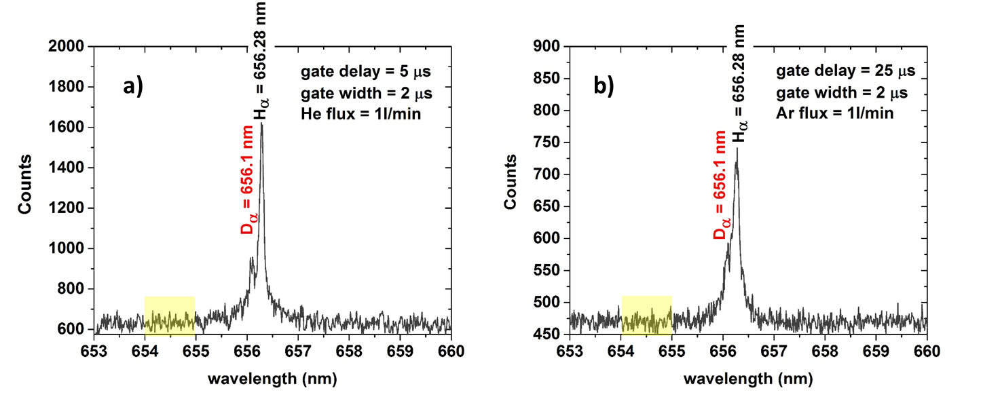 a)
gate delay = 5 μs
gate width = 2 μs
He flux = 1l/min
Hα = 656.28 nm
Dα = 656.1 nm
2000
1800
1600
1400
1200
1000
800
600
Counts
653 654 655 656 657 658 659 660
wavelength (nm)
b)
gate delay = 25 μs
gate width = 2 μs
Ar flux = 1l/min
Hα = 656.28 nm
Dα = 656.1 nm
900
850
800
750
700
650
600
550
500
450
Counts
653 654 655 656 657 658 659 660
wavelength (nm)